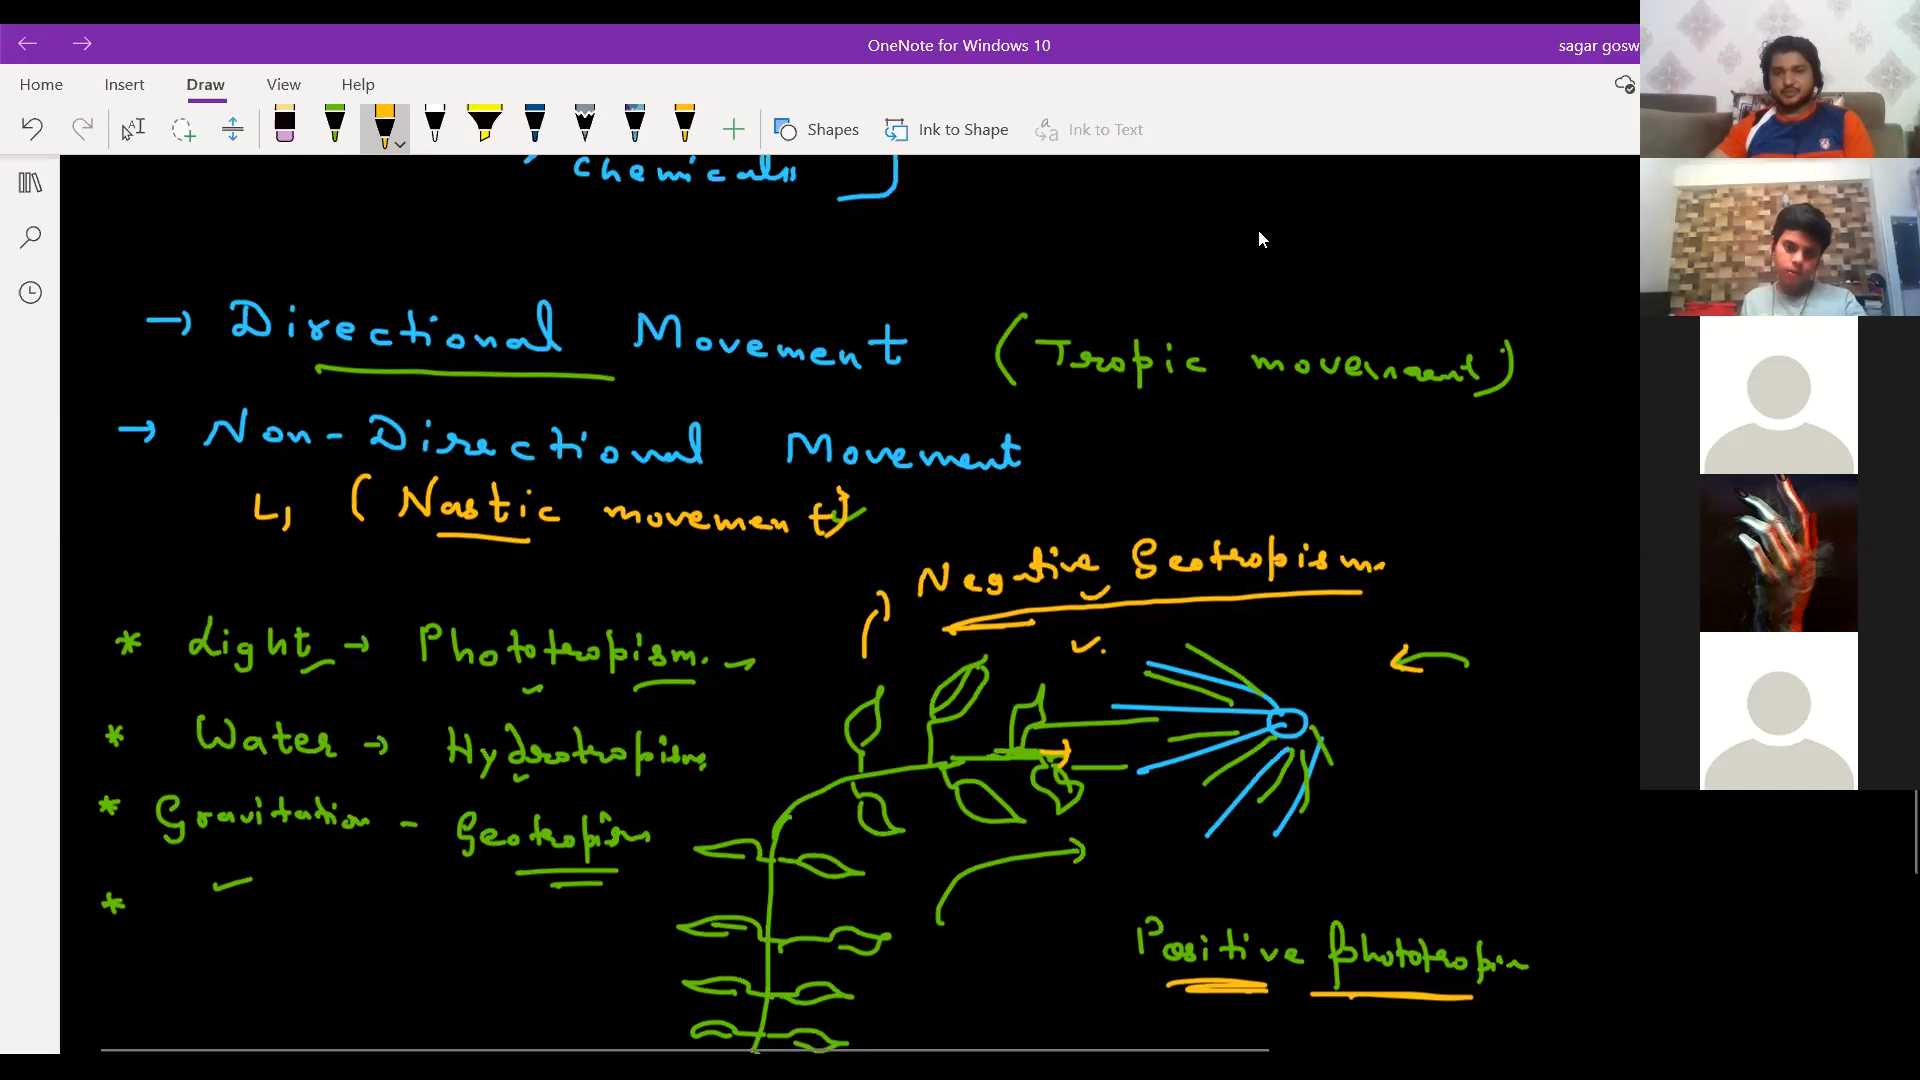 OneNote for Windows 10
sagar gosw
Home Insert Draw View Help
Shapes Ink to Shape Ink to Text
chemicals
→ Directional Movement (Tropic movement)
→ Non-Directional Movement
↳ (Nastic movement)
Negative Geotropism.
* Light → Phototropism.
* Water → Hydrotropism
* Gravitation - Geotropism
*
Positive phototropism